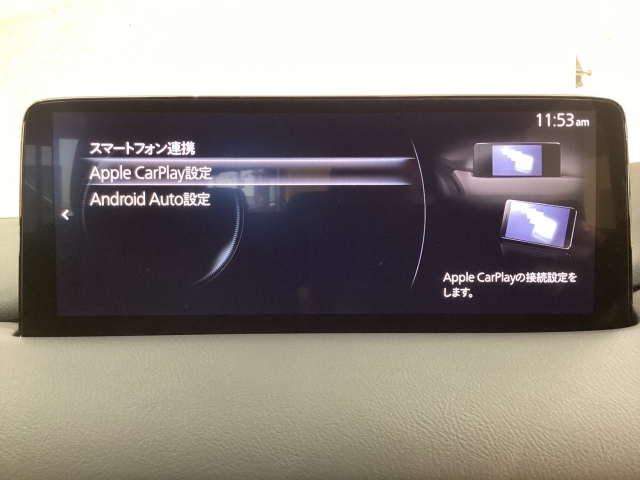 11:53am
スマートフォン連携
Apple CarPlay設定
Android Auto設定
Apple CarPlayの接続設定を
します。